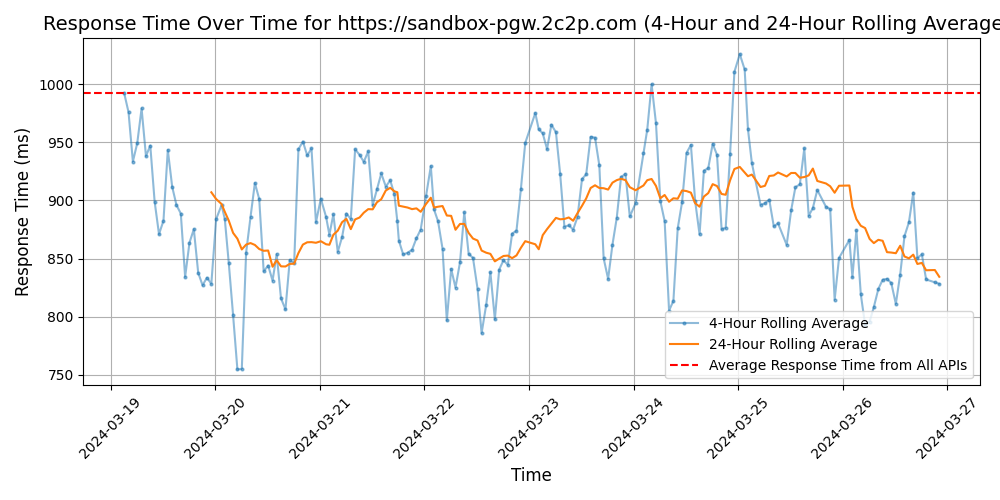 Response Time Over Time for https://sandbox-pgw.2c2p.com (4-Hour and 24-Hour Rolling Average
Response Time (ms)
1000
950
900
850
800
750
4-Hour Rolling Average
24-Hour Rolling Average
Average Response Time from All APIs
2024-03-19
2024-03-20
2024-03-21
2024-03-22
2024-03-23
2024-03-24
2024-03-25
2024-03-26
2024-03-27
Time